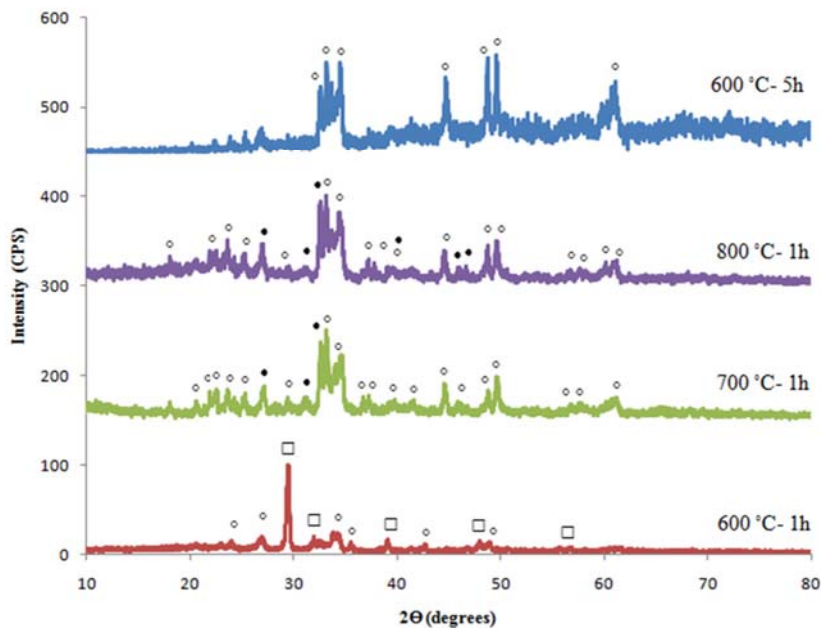 600
500
400
300
200
100
0
Intensity (CPS)
600 °C- 5h
800 °C- 1h
700 °C- 1h
600 °C- 1h
10 20 30 40 50 60 70 80
2Θ (degrees)